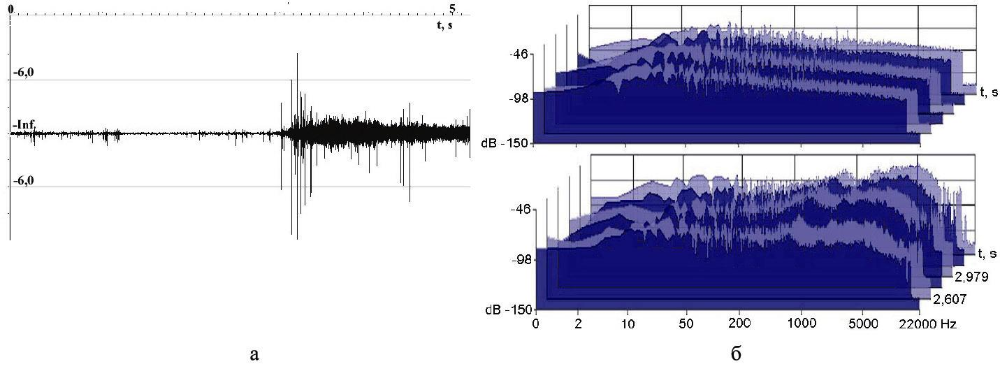 0 5
t, s
-6,0
-Inf.
-6,0
а
-46
-98
t, s
dB -150
-46
-98
t, s
2,979
2,607
dB -150
0 2 10 50 200 1000 5000 22000 Hz
б